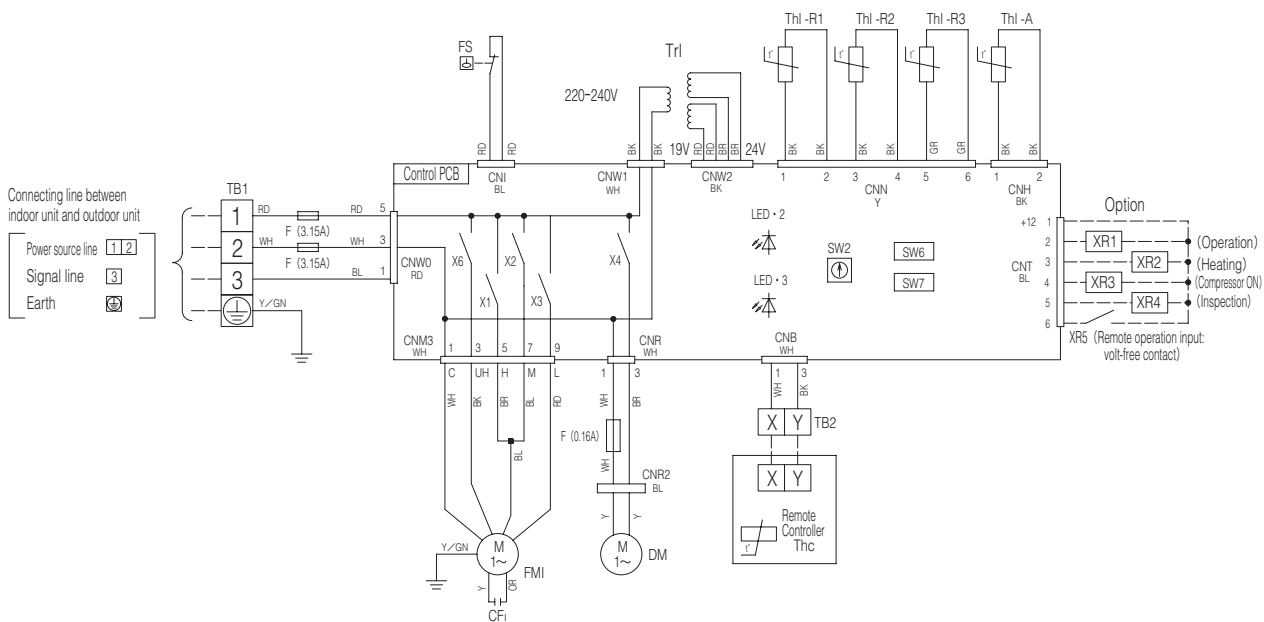 Thl -R1 Thl -R2 Thl -R3 Thl -A
FS
Trl
220-240V
t° t° t° t°
RD RD BK BK 19V RD RD BR BR 24V BK BK BK BK GR GR BK BK
Control PCB
CNI
BL
CNW1
WH
CNW2
BK
1 2 3 4 5 6
CNN
Y
1 2
CNH
BK
Connecting line between
indoor unit and outdoor unit
Power source line 1 2
Signal line 3
Earth
TB1
1 RD F (3.15A) RD 5
2 WH F (3.15A) WH 3
3 BL 1
Y/GN
CNW0
RD
X6 X2 X4
X1 X3
LED・2
LED・3
SW2
SW6
SW7
Option
+12 1
2 XR1 (Operation)
3 XR2 (Heating)
CNT
BL
4 XR3 (Compressor ON)
5 XR4 (Inspection)
6
XR5 (Remote operation input:
volt-free contact)
CNM3
WH
1 3 5 7 9
C UH H M L
WH BK BR BL RD
BL
CNR
WH
1 3
WH BR
F (0.16A)
WH
CNR2
BL
Y Y
CNB
WH
1 3
WH BK
X Y TB2
X Y
Remote
Controller
Thc
t°
Y/GN
M
1~
FMI
Y OR
CFI
M
1~
DM